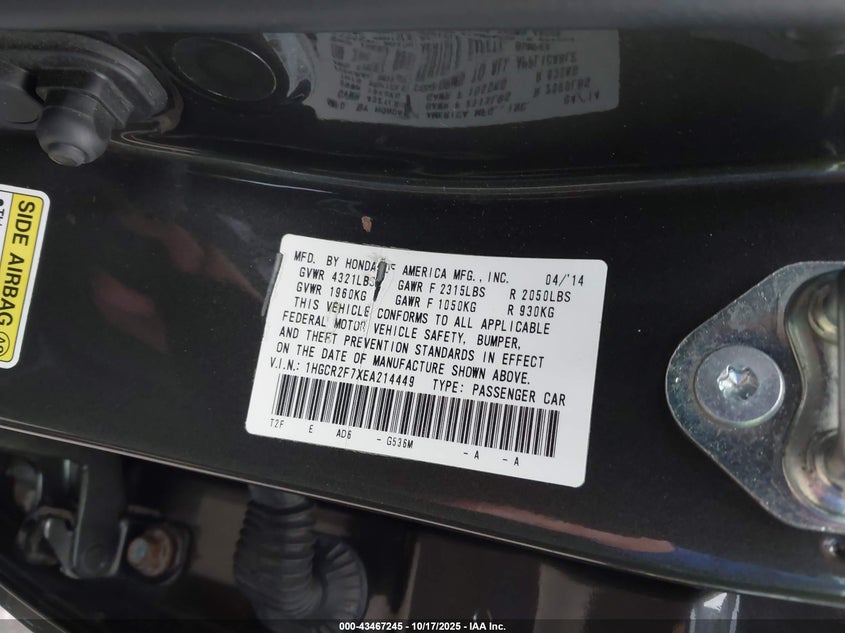 SIDE AIRBAG
MFD. BY HONDA OF AMERICA MFG., INC. 04/'14
GVWR 4321LBS GAWR F 2315LBS R 2050LBS
GVWR 1960KG GAWR F 1050KG R 930KG
THIS VEHICLE CONFORMS TO ALL APPLICABLE
FEDERAL MOTOR VEHICLE SAFETY, BUMPER,
AND THEFT PREVENTION STANDARDS IN EFFECT
ON THE DATE OF MANUFACTURE SHOWN ABOVE.
V.I.N.: 1HGCR2F7XEA214449 TYPE: PASSENGER CAR
T2F E AD6 - G536M - A - A
000-43467245 - 10/17/2025 - IAA Inc.